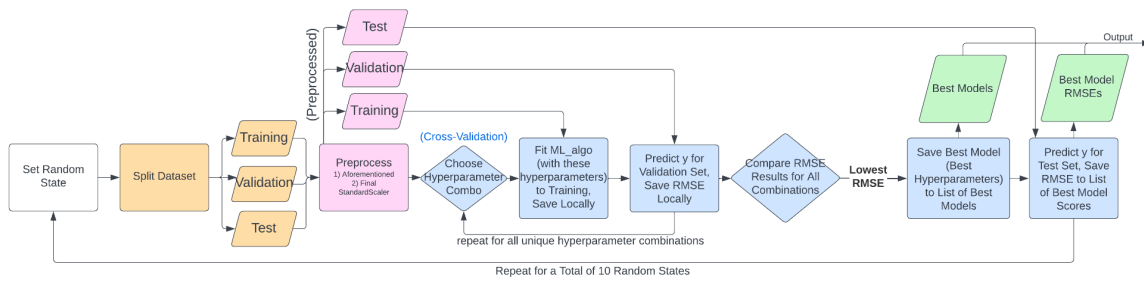 Set Random
State
Split Dataset
Training
Validation
Test
(Preprocessed)
Test
Validation
Training
Preprocess
1) Aforementioned
2) Final
StandardScaler
(Cross-Validation)
Choose
Hyperparameter
Combo
Fit ML_algo
(with these
hyperparameters)
to Training,
Save Locally
Predict y for
Validation Set,
Save RMSE
Locally
repeat for all unique hyperparameter combinations
Compare RMSE
Results for All
Combinations
Lowest
RMSE
Save Best Model
(Best
Hyperparameters)
to List of Best
Models
Best Models
Predict y for
Test Set, Save
RMSE to List
of Best Model
Scores
Best Model
RMSEs
Output
Repeat for a Total of 10 Random States